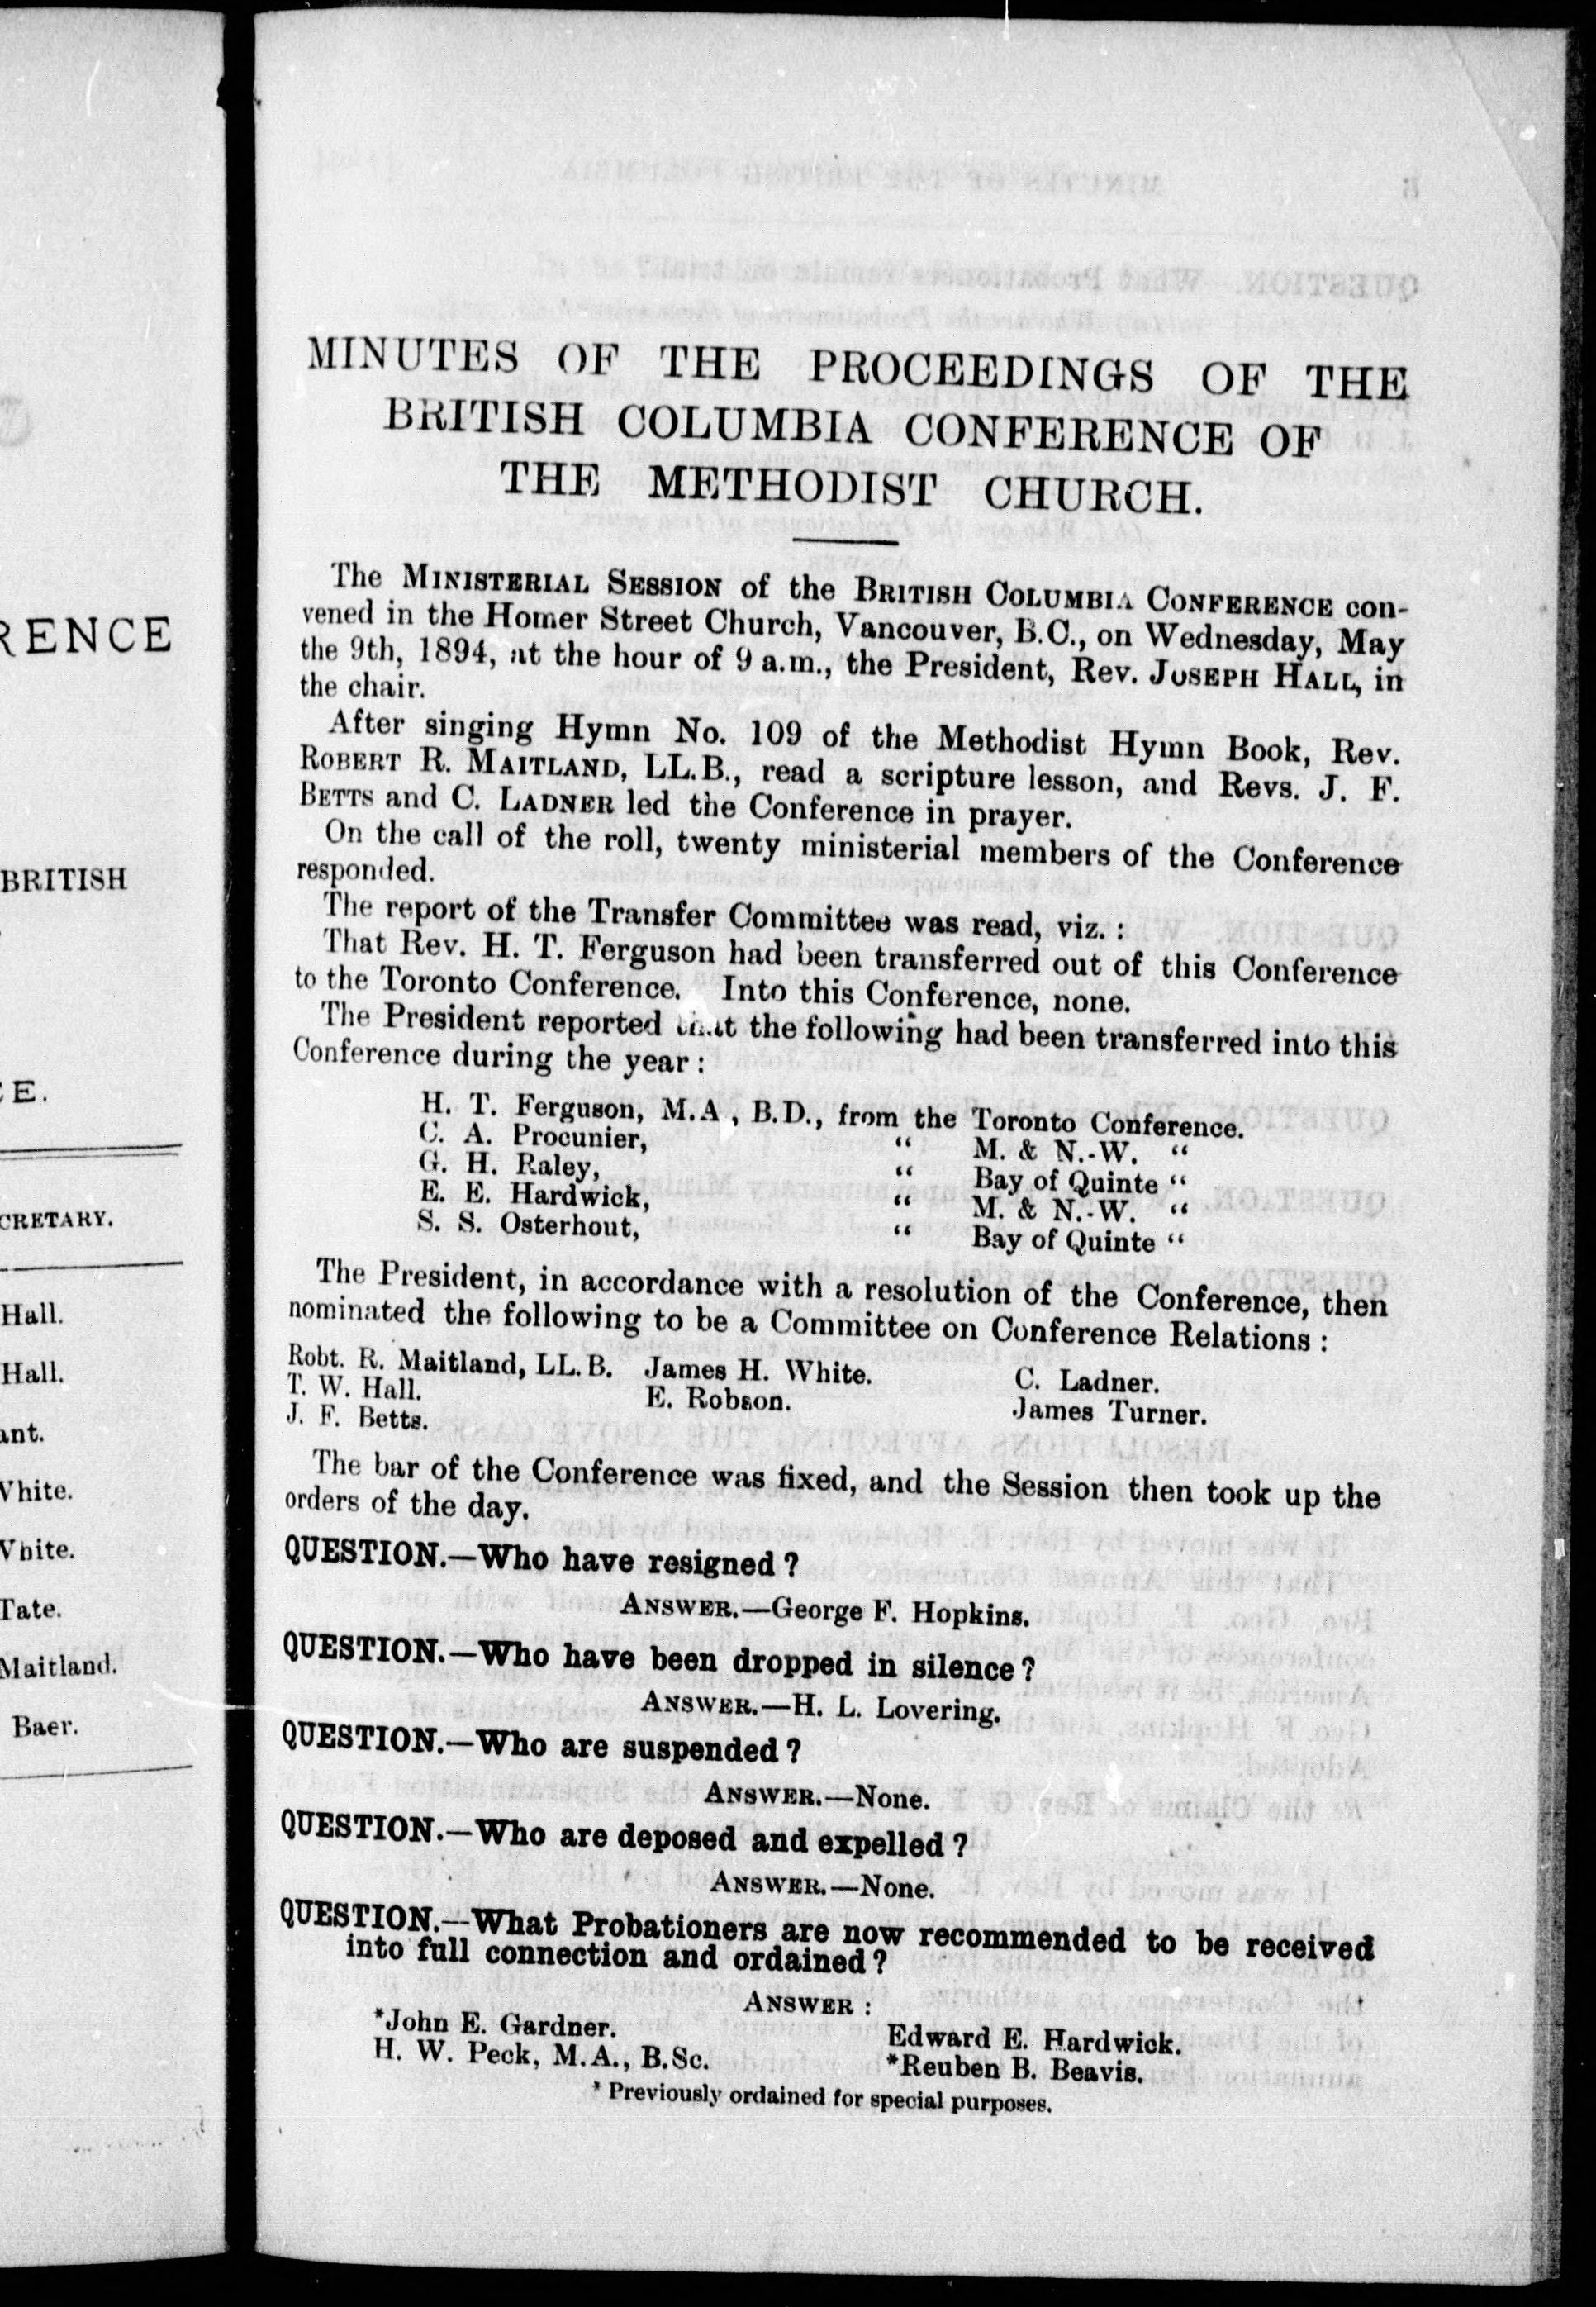 RENCE
BRITISH
E.
CRETARY.
Hall.
Hall.
ant.
White.
White.
Tate.
Maitland.
Baer.
MINUTES OF THE PROCEEDINGS OF THE
BRITISH COLUMBIA CONFERENCE OF
THE METHODIST CHURCH.
The MINISTERIAL SESSION of the BRITISH COLUMBIA CONFERENCE con-
vened in the Homer Street Church, Vancouver, B.C., on Wednesday, May
the 9th, 1894, at the hour of 9 a.m., the President, Rev. JOSEPH HALL, in
the chair.
After singing Hymn No. 109 of the Methodist Hymn Book, Rev.
ROBERT R. MAITLAND, LL.B., read a scripture lesson, and Revs. J. F.
BETTS and C. LADNER led the Conference in prayer.
On the call of the roll, twenty ministerial members of the Conference
responded.
The report of the Transfer Committee was read, viz. :
That Rev. H. T. Ferguson had been transferred out of this Conference
to the Toronto Conference. Into this Conference, none.
The President reported that the following had been transferred into this
Conference during the year :
H. T. Ferguson, M.A , B.D., from the Toronto Conference.
C. A. Procunier, " M. & N.-W. "
G. H. Raley, " Bay of Quinte "
E. E. Hardwick, " M. & N.-W. "
S. S. Osterhout, " Bay of Quinte "
The President, in accordance with a resolution of the Conference, then
nominated the following to be a Committee on Conference Relations :
Robt. R. Maitland, LL.B. James H. White. C. Ladner.
T. W. Hall. E. Robson. James Turner.
J. F. Betts.
The bar of the Conference was fixed, and the Session then took up the
orders of the day.
QUESTION.—Who have resigned ?
ANSWER.—George F. Hopkins.
QUESTION.—Who have been dropped in silence ?
ANSWER.—H. L. Lovering.
QUESTION.—Who are suspended ?
ANSWER.—None.
QUESTION.—Who are deposed and expelled ?
ANSWER.—None.
QUESTION.—What Probationers are now recommended to be received
into full connection and ordained ?
ANSWER :
*John E. Gardner. Edward E. Hardwick.
H. W. Peck, M.A., B.Sc. *Reuben B. Beavis.
* Previously ordained for special purposes.